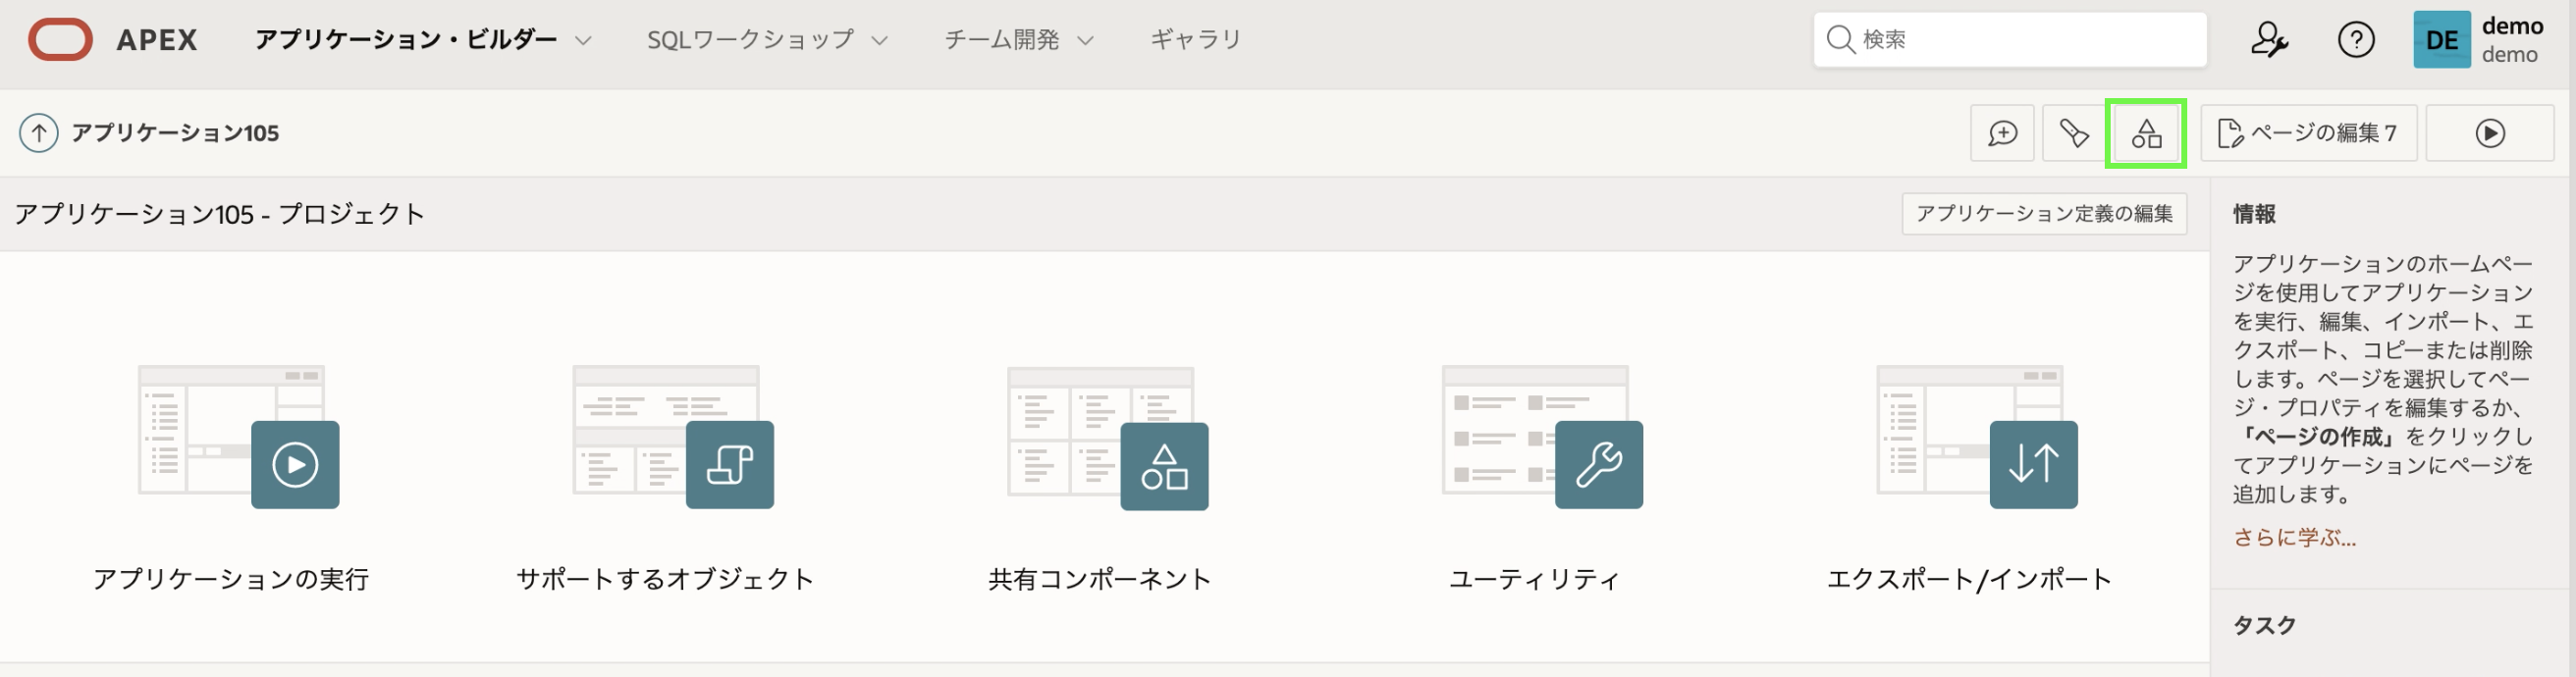 APEX アプリケーション・ビルダー SQLワークショップ チーム開発 ギャラリ 検索 ? DE demo
demo
アプリケーション105 ページの編集 7
アプリケーション105 - プロジェクト アプリケーション定義の編集
アプリケーションの実行 サポートするオブジェクト 共有コンポーネント ユーティリティ エクスポート/インポート
情報
アプリケーションのホームペー
ジを使用してアプリケーション
を実行、編集、インポート、エ
クスポート、コピーまたは削除
します。ページを選択してペー
ジ・プロパティを編集するか、
「ページの作成」をクリックし
てアプリケーションにページを
追加します。
さらに学ぶ...
タスク